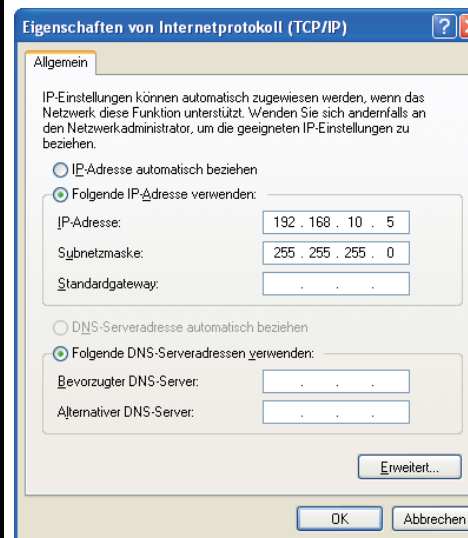 Eigenschaften von Internetprotokoll (TCP/IP)
Allgemein
IP-Einstellungen können automatisch zugewiesen werden, wenn das
Netzwerk diese Funktion unterstützt. Wenden Sie sich andernfalls an
den Netzwerkadministrator, um die geeigneten IP-Einstellungen zu
beziehen.
IP-Adresse automatisch beziehen
Folgende IP-Adresse verwenden:
IP-Adresse: 192 . 168 . 10 . 5
Subnetzmaske: 255 . 255 . 255 . 0
Standardgateway: . . .
DNS-Serveradresse automatisch beziehen
Folgende DNS-Serveradressen verwenden:
Bevorzugter DNS-Server: . . .
Alternativer DNS-Server: . . .
Erweitert...
OK Abbrechen